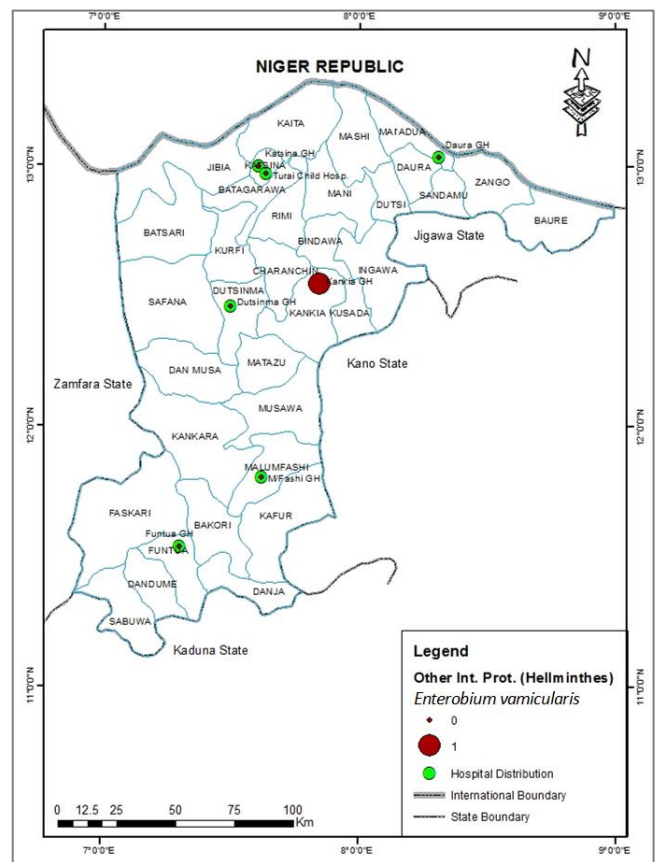 7°0'0"E 8°0'0"E 9°0'0"E
NIGER REPUBLIC
N
KAITA
MASHI
MAI'ADUA
Katsina GH
Daura GH
13°0'0"N
JIBIA
KATSINA
DAURA
13°0'0"N
Turai Child Hosp.
ZANGO
BATAGARAWA
MANI
SANDAMU
RIMI
DUTSI
BAURE
BATSARI
Jigawa State
BINDAWA
KURFI
CHARANCHIN
INGAWA
Kankia GH
DUTSINMA
SAFANA
Dutsinma GH
KANKIA KUSADA
MATAZU
Kano State
DAN MUSA
Zamfara State
MUSAWA
12°0'0"N
12°0'0"N
KANKARA
MALUMFASHI
M/Fashi GH
FASKARI
KAFUR
BAKORI
Funtua GH
FUNTUA
DANDUME
DANJA
SABUWA
Kaduna State
Legend
Other Int. Prot. (Hellminthes)
11°0'0"N
11°0'0"N
Enterobium vamicularis
0
1
Hospital Distribution
International Boundary
State Boundary
0 12.5 25 50 75 100
Km
7°0'0"E 8°0'0"E 9°0'0"E